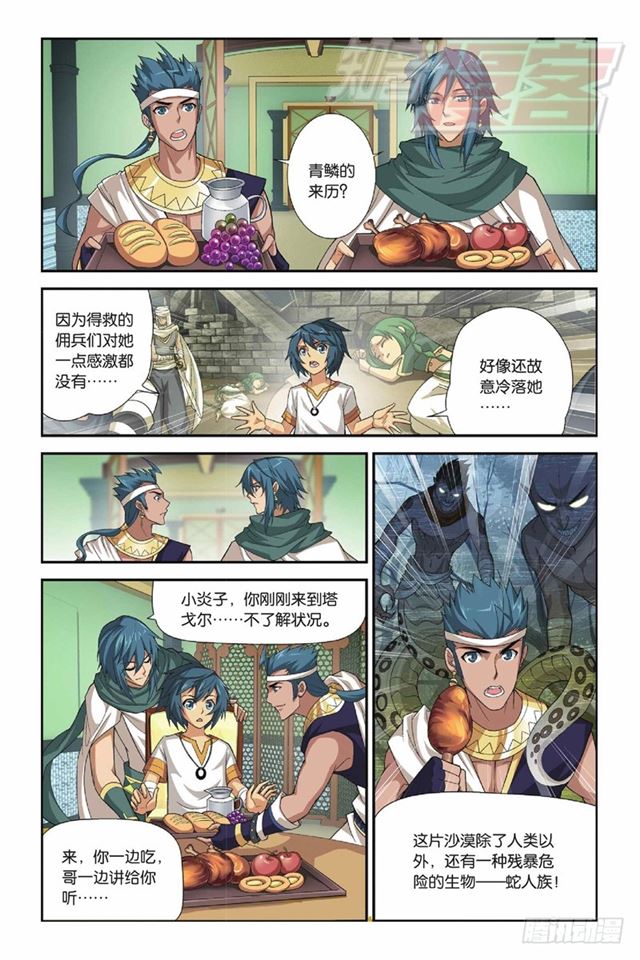 知音漫客
青鳞的
来历？
因为得救的
佣兵们对她
一点感激都
没有……
好像还故
意冷落她
……
小炎子，你刚刚来到塔
戈尔……不了解状况。
来，你一边吃，
哥一边讲给你
听……
这片沙漠除了人类以
外，还有一种残暴危
险的生物——蛇人族！
腾讯动漫